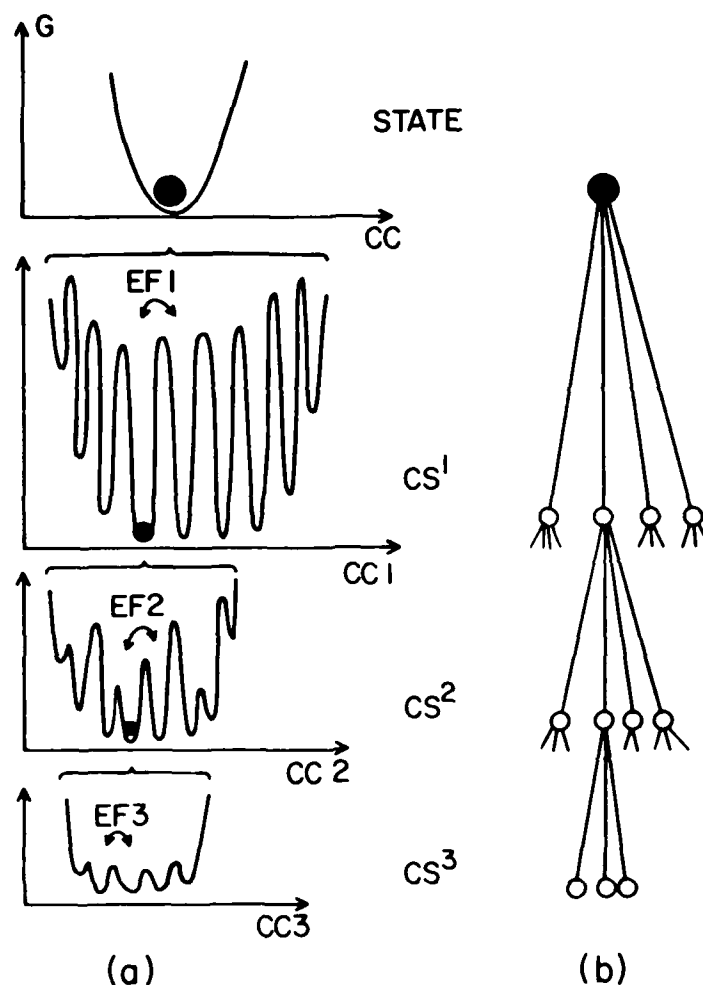 G
STATE
CC
EF1
CS¹
CC1
EF2
CS²
CC2
EF3
CS³
CC3
(a)
(b)